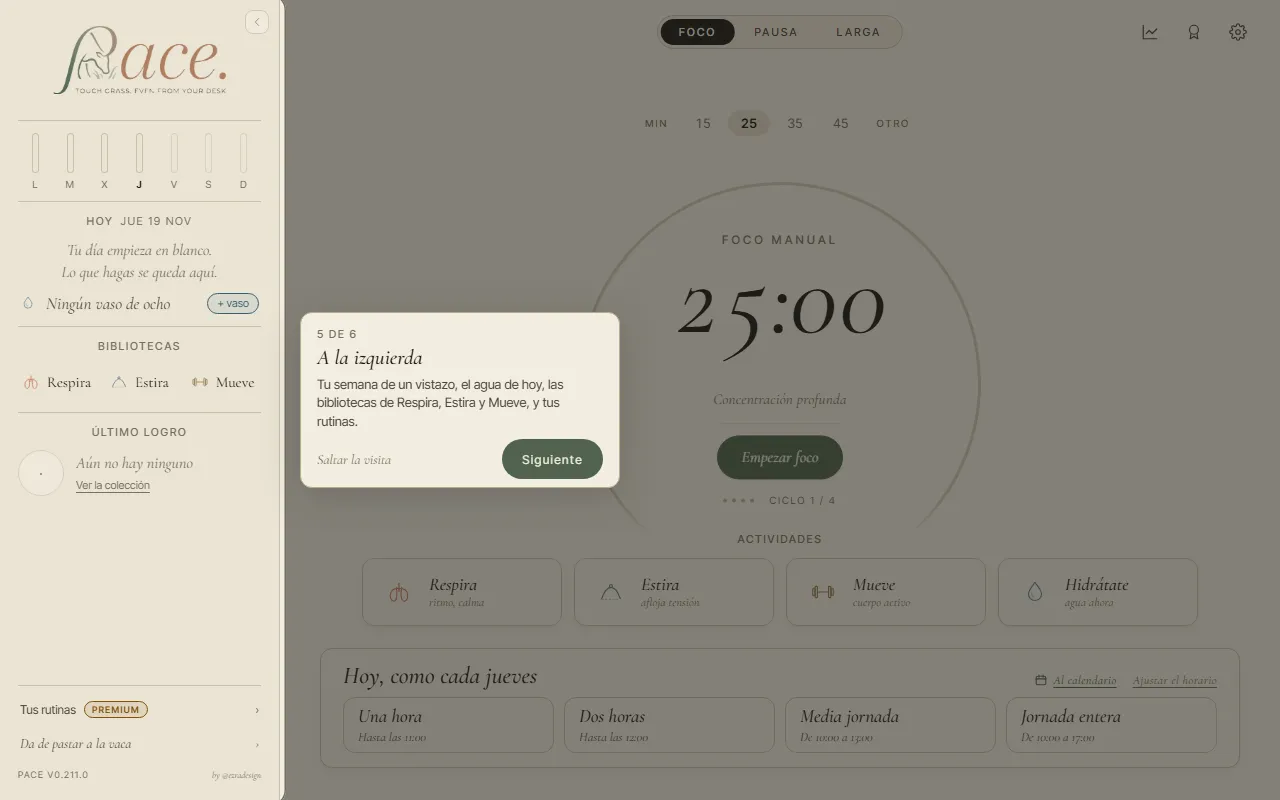 Pace.
TOUCH GRASS. EVEN FROM YOUR DESK
L M X J V S D
HOY JUE 19 NOV
Tu día empieza en blanco.
Lo que hagas se queda aquí.
Ningún vaso de ocho
+ vaso
BIBLIOTECAS
Respira Estira Mueve
ÚLTIMO LOGRO
Aún no hay ninguno
Ver la colección
Tus rutinas PREMIUM ›
Da de pastar a la vaca ›
PACE V0.211.0 by @ezradesign
FOCO PAUSA LARGA
MIN 15 25 35 45 OTRO
FOCO MANUAL
25:00
Concentración profunda
Empezar foco
CICLO 1 / 4
5 DE 6
A la izquierda
Tu semana de un vistazo, el agua de hoy, las
bibliotecas de Respira, Estira y Mueve, y tus
rutinas.
Saltar la visita Siguiente
ACTIVIDADES
Respira
ritmo, calma
Estira
afloja tensión
Mueve
cuerpo activo
Hidrátate
agua ahora
Hoy, como cada jueves
Al calendario Ajustar el horario
Una hora
Hasta las 11:00
Dos horas
Hasta las 12:00
Media jornada
De 10:00 a 13:00
Jornada entera
De 10:00 a 17:00